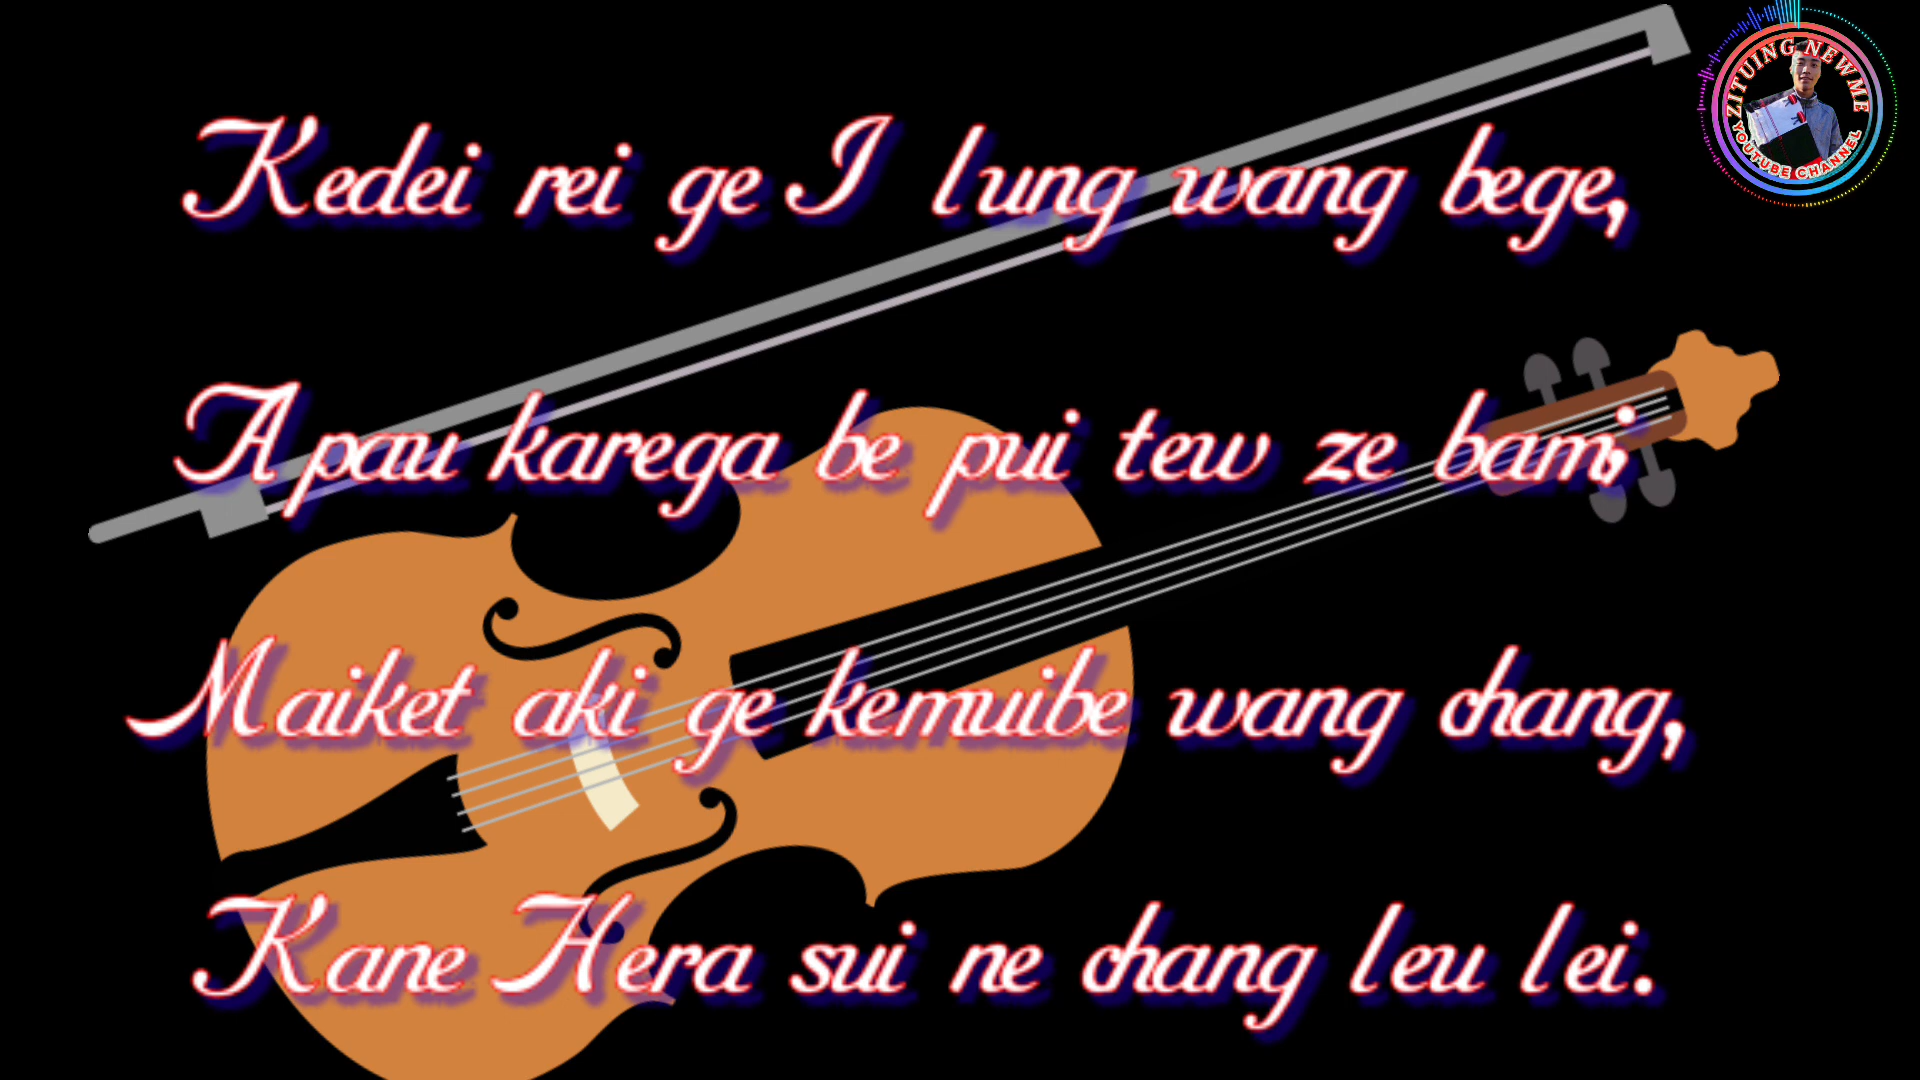 Kedei rei ge I lung wang bege,
Apau karega be pui tew ze bam;
Maiket aki ge kemuibe wang chang,
Kane Hera sui ne chang leu lei.
ZITUING NEWME
YOUTUBE CHANNEL